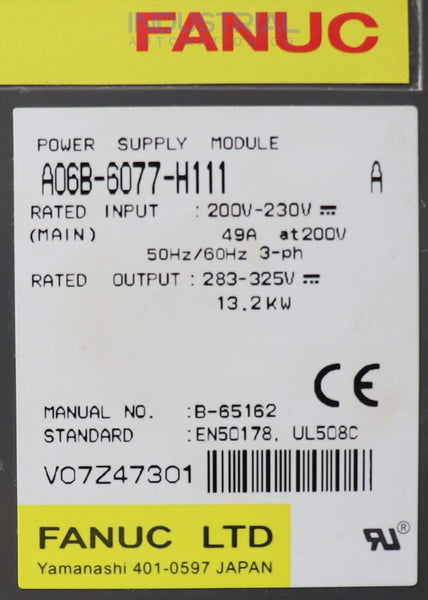 INDUSTRIAL
FANUC
POWER SUPPLY MODULE
A06B-6077-H111 A
RATED INPUT : 200V-230V ⎓
(MAIN) 49A at200V
50Hz/60Hz 3-ph
RATED OUTPUT : 283-325V ⎓
13.2KW
CE
MANUAL NO. : B-65162
STANDARD : EN50178, UL508C
V07Z47301
FANUC LTD
Yamanashi 401-0597 JAPAN
RU®